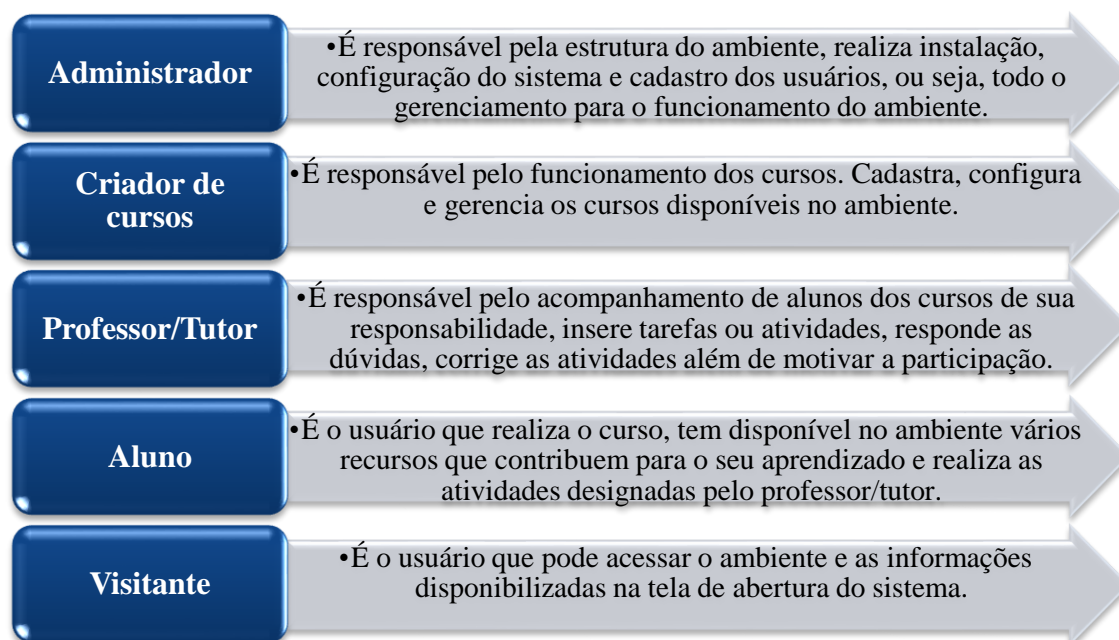 Administrador
•É responsável pela estrutura do ambiente, realiza instalação,
configuração do sistema e cadastro dos usuários, ou seja, todo o
gerenciamento para o funcionamento do ambiente.
Criador de
cursos
•É responsável pelo funcionamento dos cursos. Cadastra, configura
e gerencia os cursos disponíveis no ambiente.
Professor/Tutor
•É responsável pelo acompanhamento de alunos dos cursos de sua
responsabilidade, insere tarefas ou atividades, responde as
dúvidas, corrige as atividades além de motivar a participação.
Aluno
•É o usuário que realiza o curso, tem disponível no ambiente vários
recursos que contribuem para o seu aprendizado e realiza as
atividades designadas pelo professor/tutor.
Visitante
•É o usuário que pode acessar o ambiente e as informações
disponibilizadas na tela de abertura do sistema.